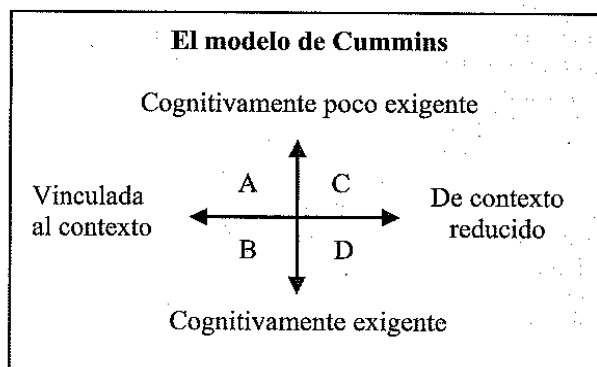 El modelo de Cummins
Cognitivamente poco exigente
A C
Vinculada
al contexto
De contexto
reducido
B D
Cognitivamente exigente